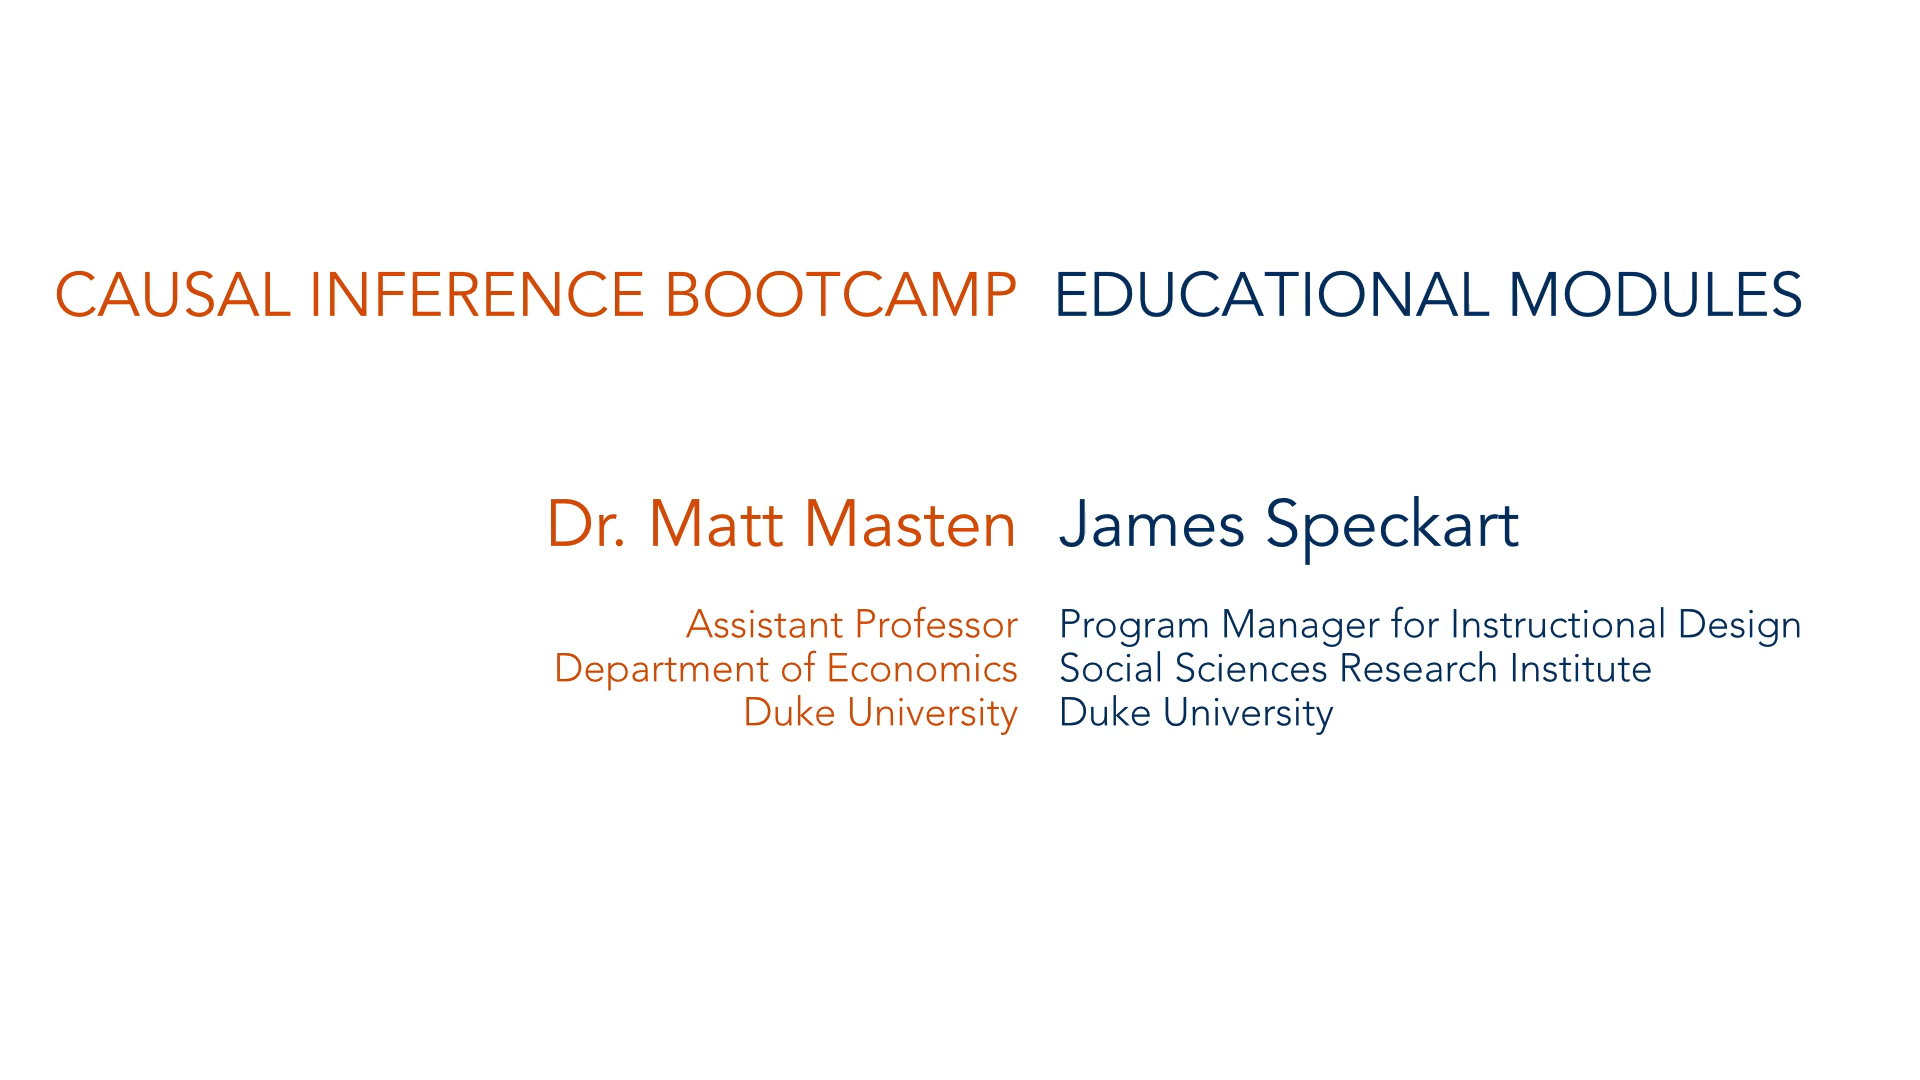 CAUSAL INFERENCE BOOTCAMP EDUCATIONAL MODULES
Dr. Matt Masten
Assistant Professor
Department of Economics
Duke University
James Speckart
Program Manager for Instructional Design
Social Sciences Research Institute
Duke University